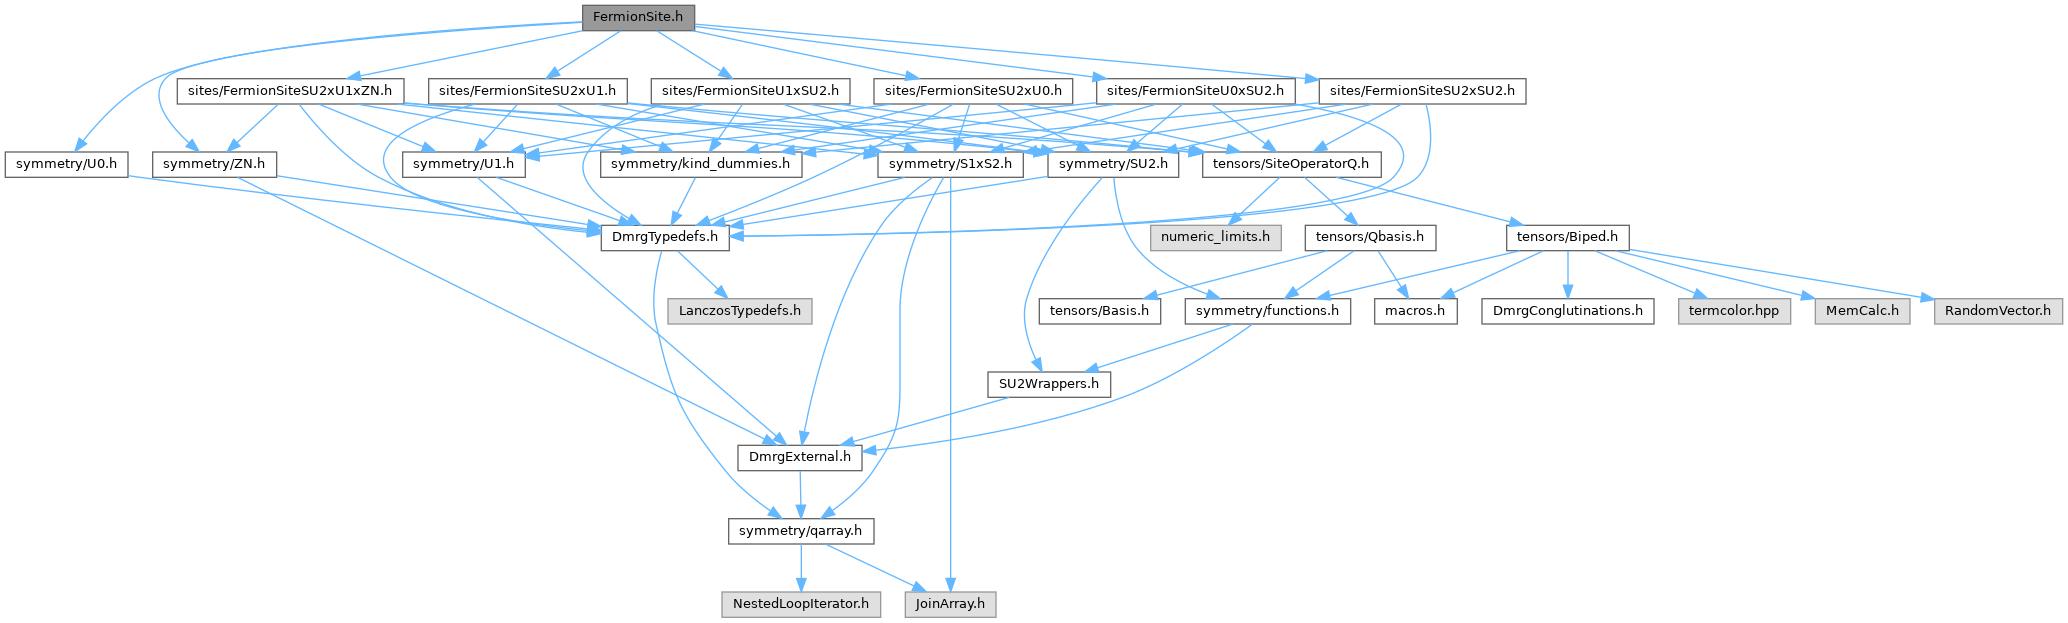 FermionSite.h
sites/FermionSiteSU2xU1xZN.h
sites/FermionSiteSU2xU1.h
sites/FermionSiteU1xSU2.h
sites/FermionSiteSU2xU0.h
sites/FermionSiteU0xSU2.h
sites/FermionSiteSU2xSU2.h
symmetry/U0.h
symmetry/ZN.h
symmetry/U1.h
symmetry/kind_dummies.h
symmetry/S1xS2.h
symmetry/SU2.h
tensors/SiteOperatorQ.h
DmrgTypedefs.h
numeric_limits.h
tensors/Qbasis.h
tensors/Biped.h
LanczosTypedefs.h
tensors/Basis.h
symmetry/functions.h
macros.h
DmrgConglutinations.h
termcolor.hpp
MemCalc.h
RandomVector.h
SU2Wrappers.h
DmrgExternal.h
symmetry/qarray.h
NestedLoopIterator.h
JoinArray.h